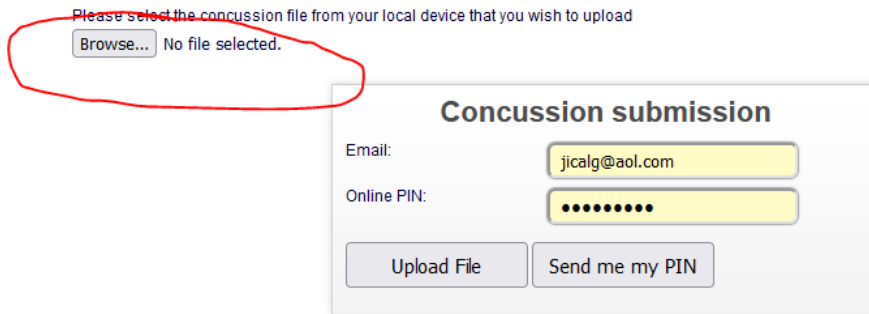 Please select the concussion file from your local device that you wish to upload
Browse... No file selected.
Concussion submission
Email: jicalg@aol.com
Online PIN: ●●●●●●●●●
Upload File Send me my PIN